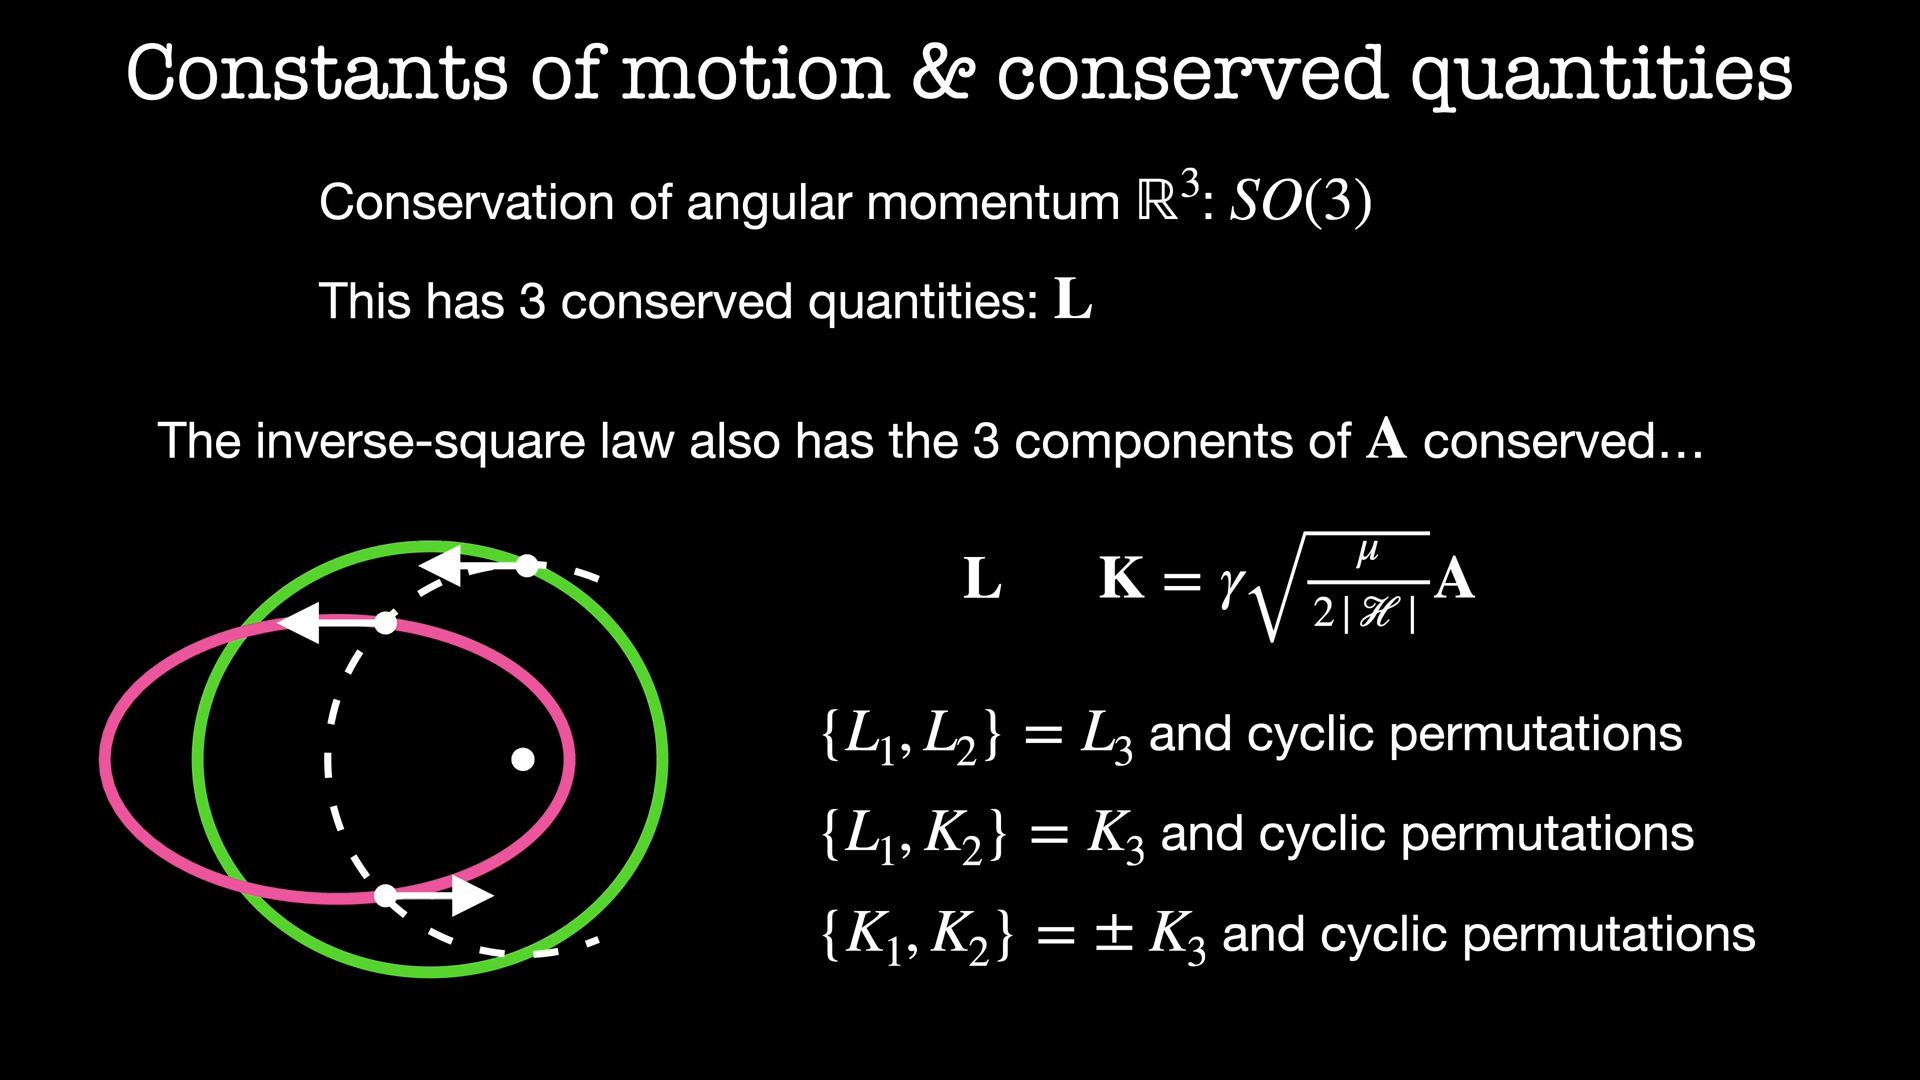 Constants of motion & conserved quantities
Conservation of angular momentum ℝ³: SO(3)
This has 3 conserved quantities: L
The inverse-square law also has the 3 components of A conserved…
L K = γ√(μ / 2|ℋ|) A
{L₁, L₂} = L₃ and cyclic permutations
{L₁, K₂} = K₃ and cyclic permutations
{K₁, K₂} = ± K₃ and cyclic permutations